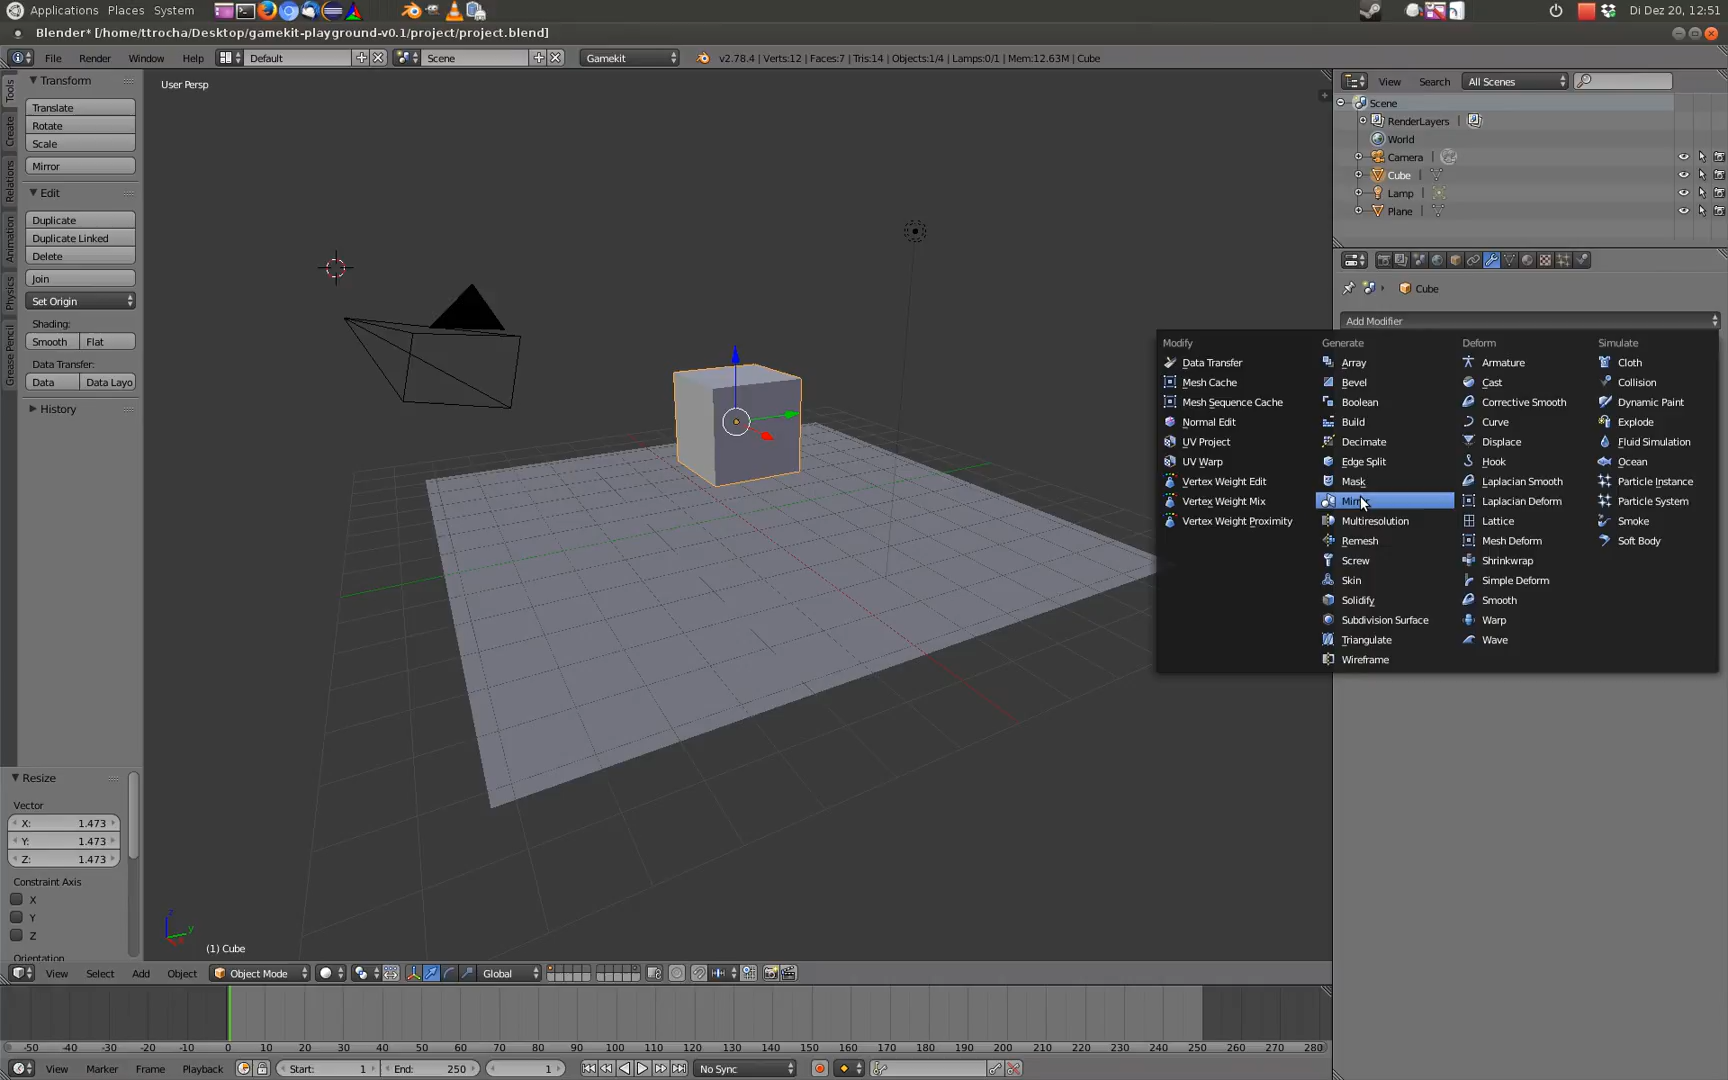 Applications Places System Di Dez 20, 12:51
Blender* [/home/ttrocha/Desktop/gamekit-playground-v0.1/project/project.blend]
File Render Window Help Default Scene Gamekit v2.78.4 | Verts:12 | Faces:7 | Tris:14 | Objects:1/4 | Lamps:0/1 | Mem:12.63M | Cube
Tools
Create
Relations
Animation
Physics
Grease Pencil
Transform
Translate
Rotate
Scale
Mirror
Edit
Duplicate
Duplicate Linked
Delete
Join
Set Origin
Shading:
Smooth Flat
Data Transfer:
Data Data Layo
History
Resize
Vector
X: 1.473
Y: 1.473
Z: 1.473
Constraint Axis
X
Y
Z
Orientation
User Persp
z
y
(1) Cube
View Search All Scenes
Scene
RenderLayers
World
Camera
Cube
Lamp
Plane
Cube
Add Modifier
Modify
Data Transfer
Mesh Cache
Mesh Sequence Cache
Normal Edit
UV Project
UV Warp
Vertex Weight Edit
Vertex Weight Mix
Vertex Weight Proximity
Generate
Array
Bevel
Boolean
Build
Decimate
Edge Split
Mask
Multiresolution
Remesh
Screw
Skin
Solidify
Subdivision Surface
Triangulate
Wireframe
Deform
Armature
Cast
Corrective Smooth
Curve
Displace
Hook
Laplacian Smooth
Laplacian Deform
Lattice
Mesh Deform
Shrinkwrap
Simple Deform
Smooth
Warp
Wave
Simulate
Cloth
Collision
Dynamic Paint
Explode
Fluid Simulation
Ocean
Particle Instance
Particle System
Smoke
Soft Body
View Select Add Object Object Mode Global
-50 -40 -30 -20 -10 0 10 20 30 40 50 60 70 80 90 100 110 120 130 140 150 160 170 180 190 200 210 220 230 240 250 260 270 280
View Marker Frame Playback Start: 1 End: 250 1 No Sync